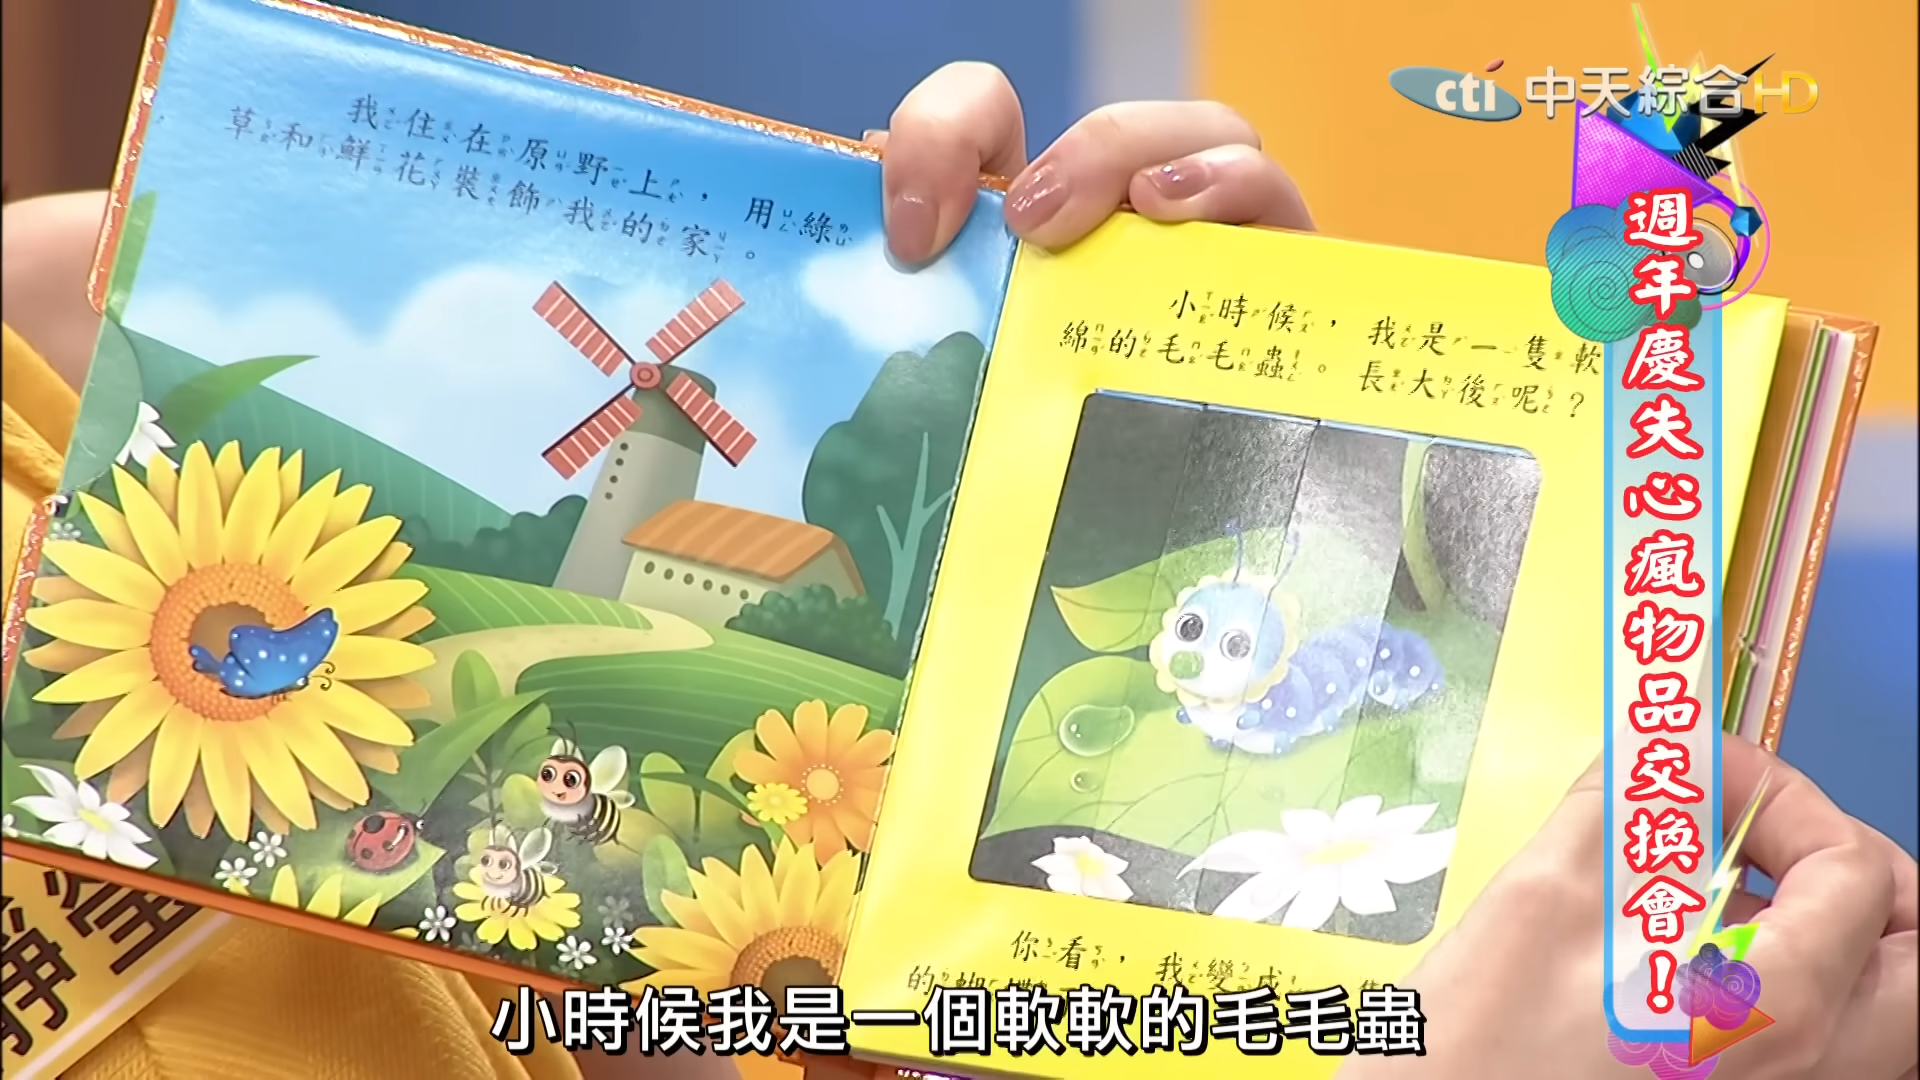 cti 中天綜合HD
我住在原野上，用綠
草和鮮花裝飾我的家。
小時候，我是一隻軟
綿的毛毛蟲。長大後呢？
你看，我變成
週年慶失心瘋物品交換會！
小時候我是一個軟軟的毛毛蟲